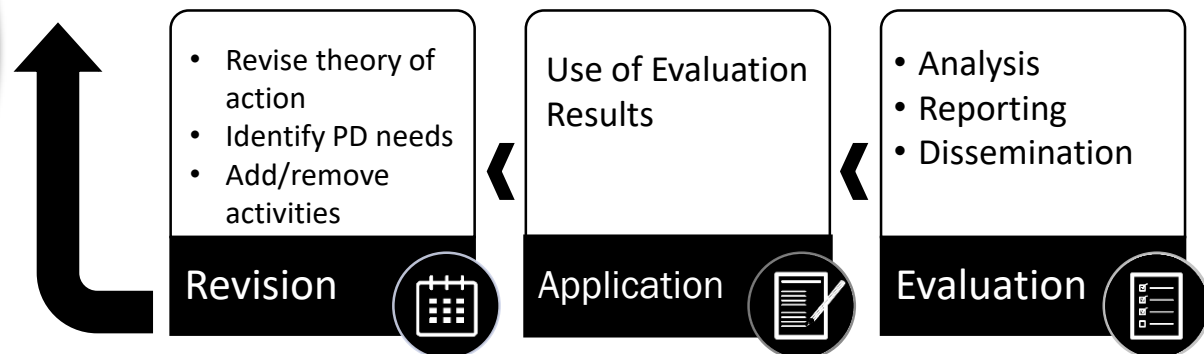 • Revise theory of
action
• Identify PD needs
• Add/remove
activities
Revision
Use of Evaluation
Results
Application
• Analysis
• Reporting
• Dissemination
Evaluation